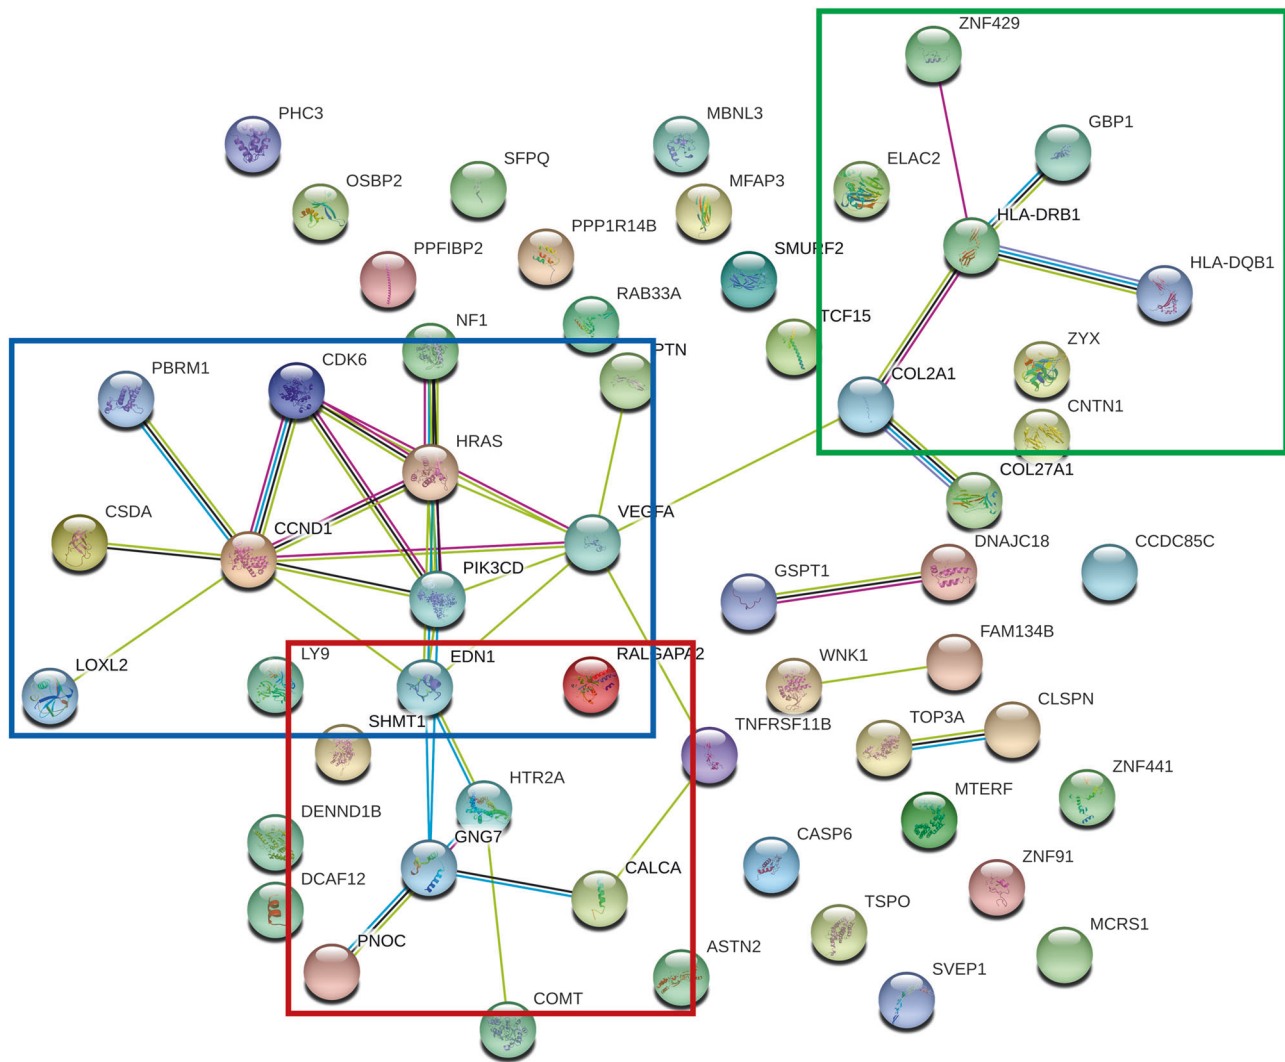 ZNF429
PHC3
MBNL3
GBP1
SFPQ
ELAC2
OSBP2
MFAP3
HLA-DRB1
PPP1R14B
PPFIBP2
SMURF2
HLA-DQB1
RAB33A
NF1
TCF15
ZYX
PTN
PBRM1
CDK6
COL2A1
CNTN1
HRAS
COL27A1
CSDA
VEGFA
CCND1
DNAJC18
CCDC85C
PIK3CD
GSPT1
FAM134B
LY9
EDN1
RALGAPA2
WNK1
LOXL2
CLSPN
SHMT1
TNFRSF11B
TOP3A
HTR2A
ZNF441
MTERF
DENND1B
GNG7
CASP6
ZNF91
CALCA
DCAF12
TSPO
MCRS1
PNOC
ASTN2
SVEP1
COMT